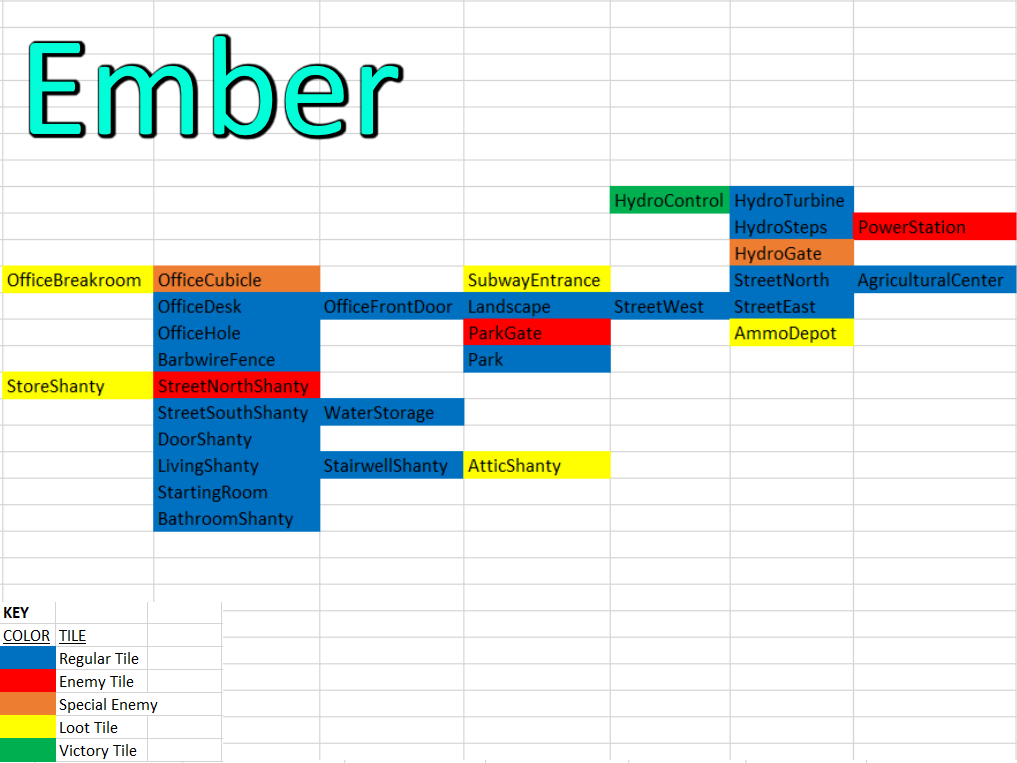 Ember
HydroControl HydroTurbine
HydroSteps PowerStation
HydroGate
OfficeBreakroom OfficeCubicle SubwayEntrance StreetNorth AgriculturalCenter
OfficeDesk OfficeFrontDoor Landscape StreetWest StreetEast
OfficeHole ParkGate AmmoDepot
BarbwireFence Park
StoreShanty StreetNorthShanty
StreetSouthShanty WaterStorage
DoorShanty
LivingShanty StairwellShanty AtticShanty
StartingRoom
BathroomShanty
KEY
COLOR TILE
Regular Tile
Enemy Tile
Special Enemy
Loot Tile
Victory Tile